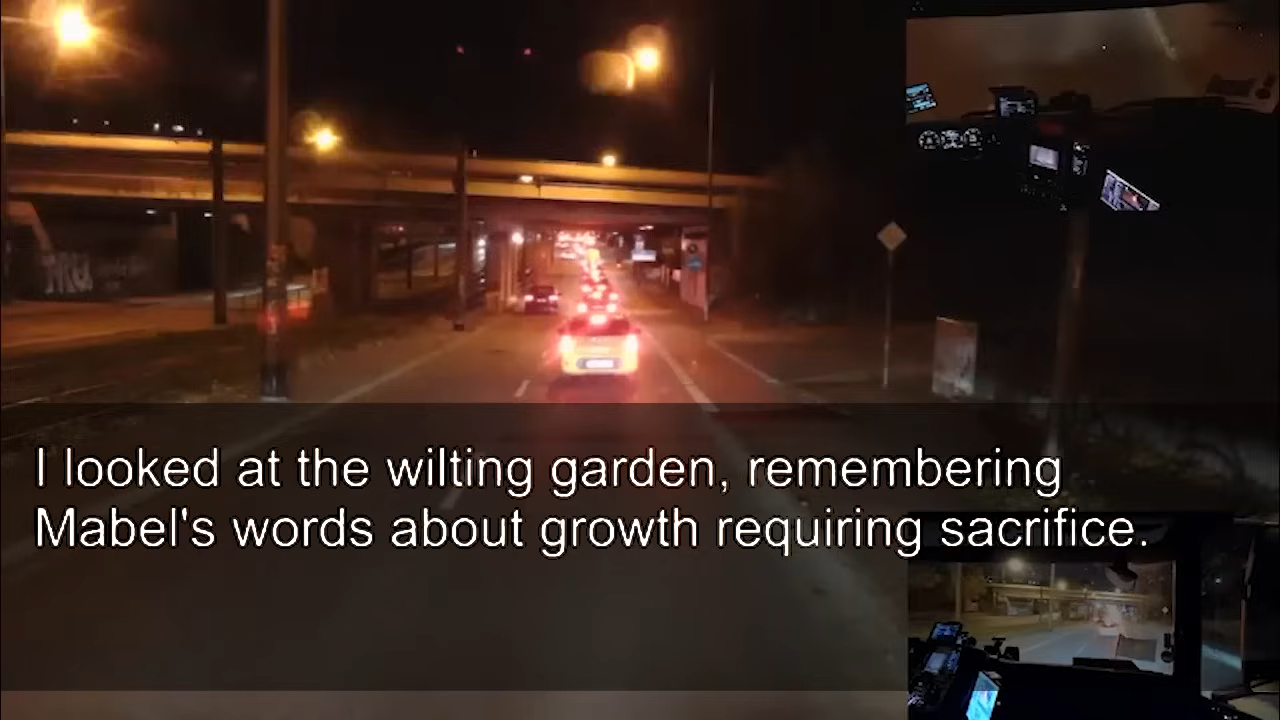 I looked at the wilting garden, remembering
Mabel's words about growth requiring sacrifice.